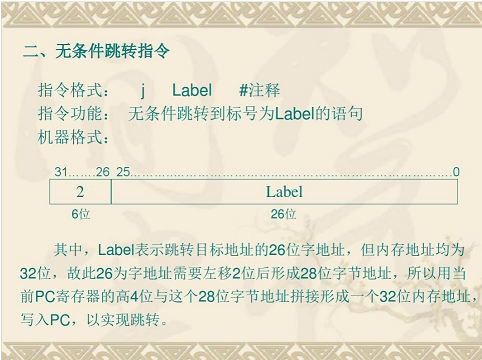 二、无条件跳转指令
指令格式： j Label #注释
指令功能： 无条件跳转到标号为Label的语句
机器格式：
31……26 25……………………………………………………….0
2 Label
6位 26位
其中，Label表示跳转目标地址的26位字地址，但内存地址均为
32位，故此26为字地址需要左移2位后形成28位字节地址，所以用当
前PC寄存器的高4位与这个28位字节地址拼接形成一个32位内存地址，
写入PC，以实现跳转。